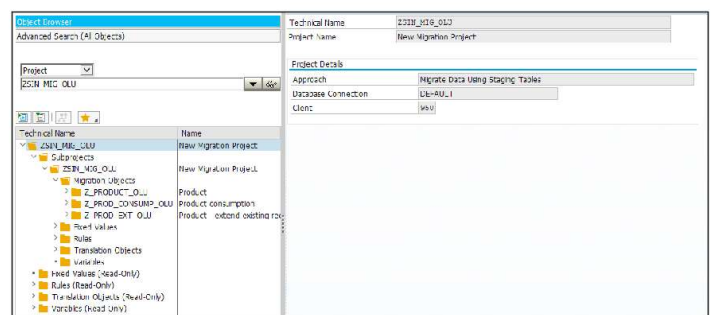 Object Browser
Advanced Search (All Objects)
Project
ZSIN_MIG_OLU
Technical Name Name
ZSIN_MIG_OLU New Migration Project
Subprojects
ZSIN_MIG_OLU New Migration Project
Migration Objects
Z_PRODUCT_OLU Product
Z_PROD_CONSUMP_OLU Product consumption
Z_PROD_EXT_OLU Product - extend existing rec
Fixed Values
Rules
Translation Objects
Variables
Fixed Values (Read-Only)
Rules (Read-Only)
Translation Objects (Read-Only)
Variables (Read-Only)
Technical Name ZSIN_MIG_OLU
Project Name New Migration Project
Project Details
Approach Migrate Data Using Staging Tables
Database Connection DEFAULT
Client